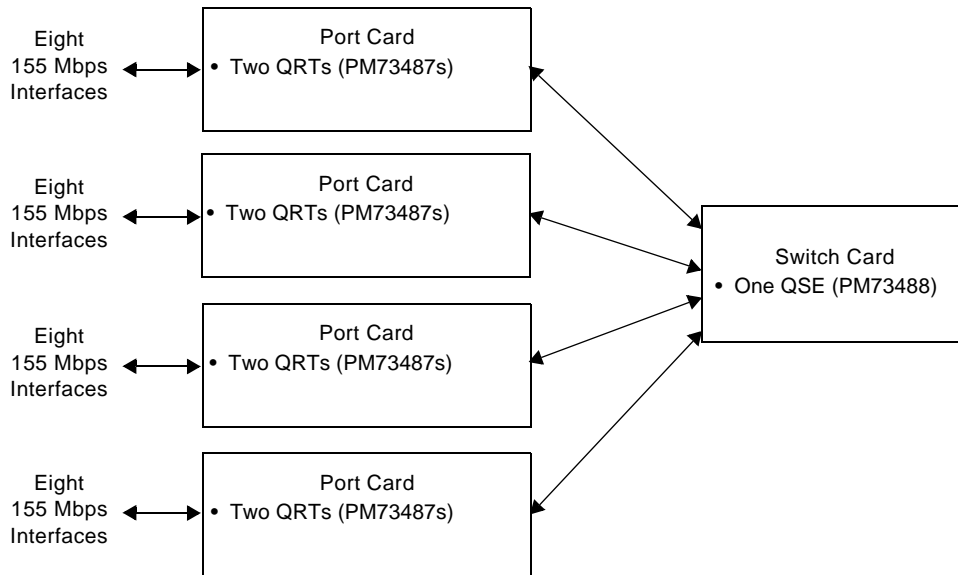 Eight
155 Mbps
Interfaces
Port Card
• Two QRTs (PM73487s)
Eight
155 Mbps
Interfaces
Port Card
• Two QRTs (PM73487s)
Eight
155 Mbps
Interfaces
Port Card
• Two QRTs (PM73487s)
Eight
155 Mbps
Interfaces
Port Card
• Two QRTs (PM73487s)
Switch Card
• One QSE (PM73488)